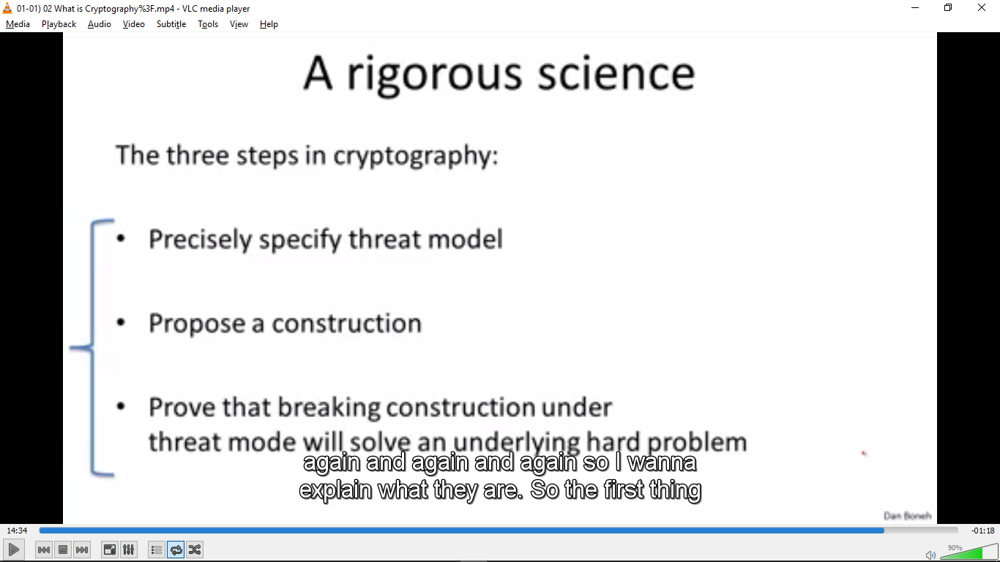 01-01) 02 What is Cryptography%3F.mp4 - VLC media player
Media Playback Audio Video Subtitle Tools View Help
A rigorous science
The three steps in cryptography:
• Precisely specify threat model
• Propose a construction
• Prove that breaking construction under
threat mode will solve an underlying hard problem
again and again and again so I wanna
explain what they are. So the first thing
Dan Boneh
14:34 -01:18
90%